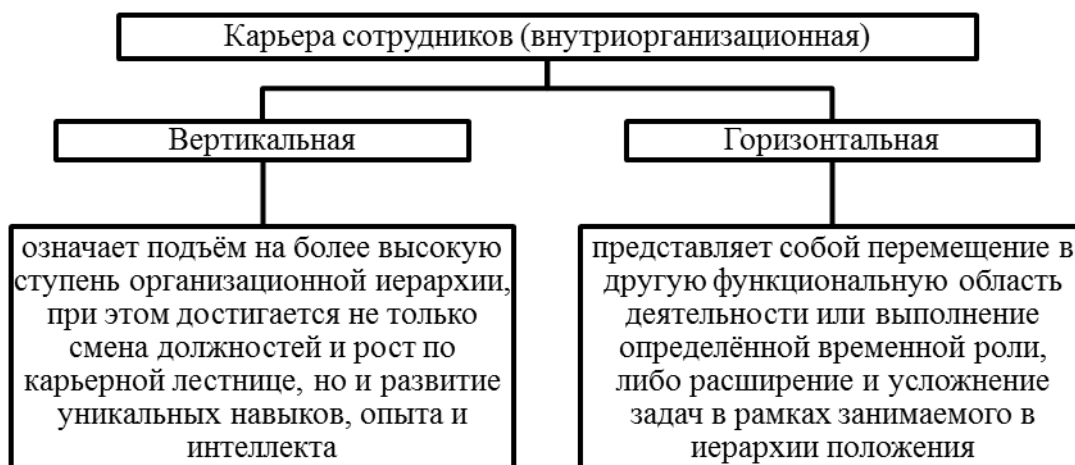 Карьера сотрудников (внутриорганизационная)
Вертикальная
Горизонтальная
означает подъём на более высокую
ступень организационной иерархии,
при этом достигается не только
смена должностей и рост по
карьерной лестнице, но и развитие
уникальных навыков, опыта и
интеллекта
представляет собой перемещение в
другую функциональную область
деятельности или выполнение
определённой временной роли,
либо расширение и усложнение
задач в рамках занимаемого в
иерархии положения